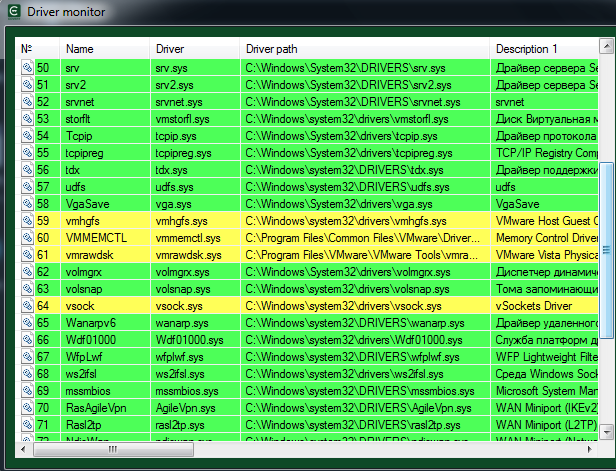 Driver monitor
№ Name Driver Driver path Description 1
50 srv srv.sys C:\Windows\System32\DRIVERS\srv.sys Драйвер сервера Se
51 srv2 srv2.sys C:\Windows\System32\DRIVERS\srv2.sys Драйвер сервера Se
52 srvnet srvnet.sys C:\Windows\System32\DRIVERS\srvnet.sys srvnet
53 storflt vmstorfl.sys C:\Windows\system32\drivers\vmstorfl.sys Диск Виртуальная м
54 Tcpip tcpip.sys C:\Windows\System32\drivers\tcpip.sys Драйвер протокола
55 tcpipreg tcpipreg.sys C:\Windows\System32\drivers\tcpipreg.sys TCP/IP Registry Comp
56 tdx tdx.sys C:\Windows\system32\DRIVERS\tdx.sys Драйвер поддержки
57 udfs udfs.sys C:\Windows\system32\DRIVERS\udfs.sys udfs
58 VgaSave vga.sys C:\Windows\System32\drivers\vga.sys VgaSave
59 vmhgfs vmhgfs.sys C:\Windows\system32\drivers\vmhgfs.sys VMware Host Guest C
60 VMMEMCTL vmmemctl.sys C:\Program Files\Common Files\VMware\Driver... Memory Control Driver
61 vmrawdsk vmrawdsk.sys C:\Program Files\VMware\VMware Tools\vmra... VMware Vista Physica
62 volmgrx volmgrx.sys C:\Windows\System32\drivers\volmgrx.sys Диспетчер динамиче
63 volsnap volsnap.sys C:\Windows\system32\drivers\volsnap.sys Тома запоминающи
64 vsock vsock.sys C:\Windows\system32\drivers\vsock.sys vSockets Driver
65 Wanarpv6 wanarp.sys C:\Windows\system32\DRIVERS\wanarp.sys Драйвер удаленного
66 Wdf01000 Wdf01000.sys C:\Windows\system32\drivers\Wdf01000.sys Служба платформ др
67 WfpLwf wfplwf.sys C:\Windows\system32\DRIVERS\wfplwf.sys WFP Lightweight Filte
68 ws2ifsl ws2ifsl.sys C:\Windows\system32\drivers\ws2ifsl.sys Среда Windows Sock
69 mssmbios mssmbios.sys C:\Windows\system32\DRIVERS\mssmbios.sys Microsoft System Man
70 RasAgileVpn AgileVpn.sys C:\Windows\system32\DRIVERS\AgileVpn.sys WAN Miniport (IKEv2)
71 Rasl2tp rasl2tp.sys C:\Windows\system32\DRIVERS\rasl2tp.sys WAN Miniport (L2TP)